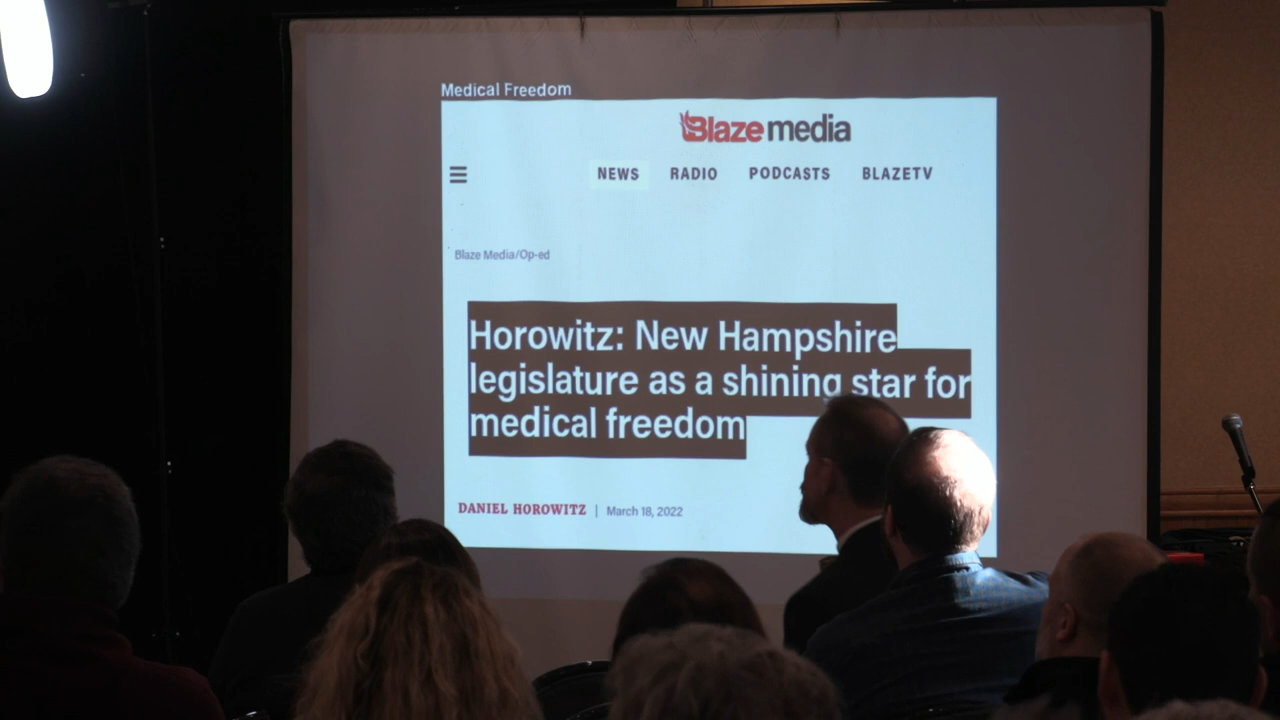 Medical Freedom
Blaze media
NEWS RADIO PODCASTS BLAZETV
Blaze Media/Op-ed
Horowitz: New Hampshire
legislature as a shining star for
medical freedom
DANIEL HOROWITZ | March 18, 2022